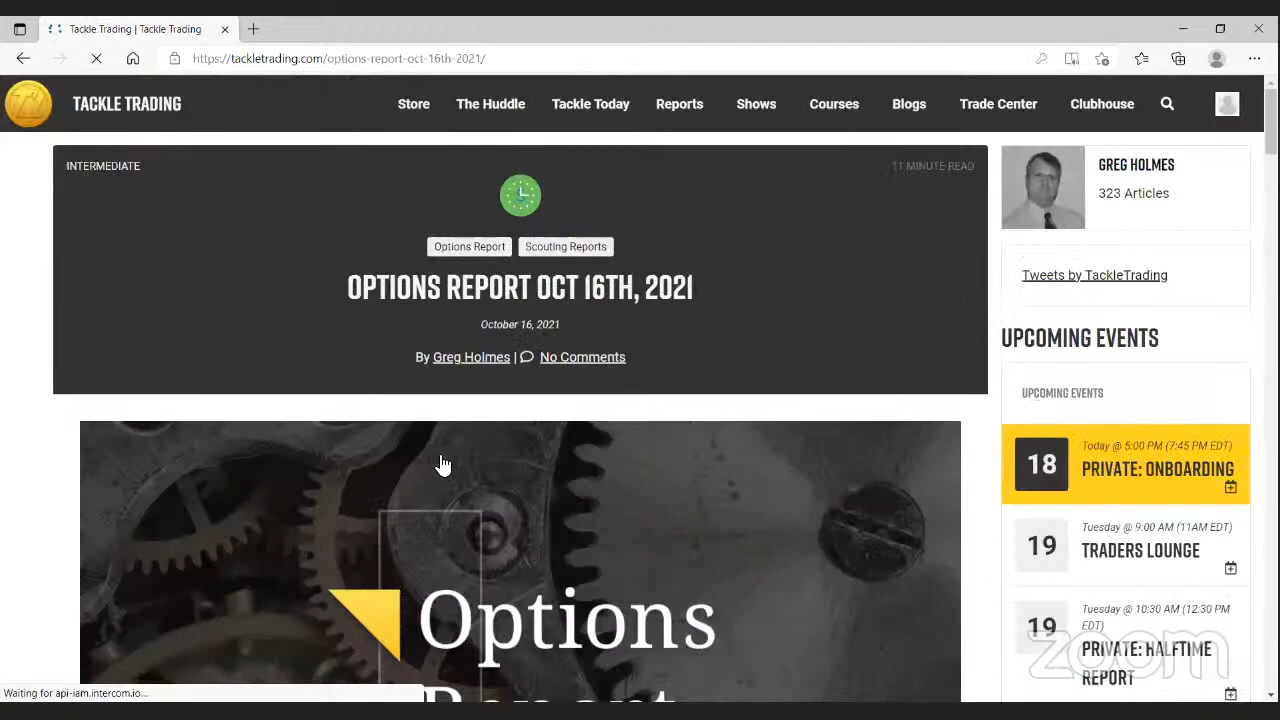 Tackle Trading | Tackle Trading
https://tackletrading.com/options-report-oct-16th-2021/
TACKLE TRADING
Store The Huddle Tackle Today Reports Shows Courses Blogs Trade Center Clubhouse
INTERMEDIATE
11 MINUTE READ
Options Report Scouting Reports
OPTIONS REPORT OCT 16TH, 2021
October 16, 2021
By Greg Holmes | No Comments
Options
Report
GREG HOLMES
323 Articles
Tweets by TackleTrading
UPCOMING EVENTS
UPCOMING EVENTS
18
Today @ 5:00 PM (7:45 PM EDT)
PRIVATE: ONBOARDING
19
Tuesday @ 9:00 AM (11AM EDT)
TRADERS LOUNGE
19
Tuesday @ 10:30 AM (12:30 PM
EDT)
PRIVATE: HALFTIME
REPORT
zoom
Waiting for api-iam.intercom.io...